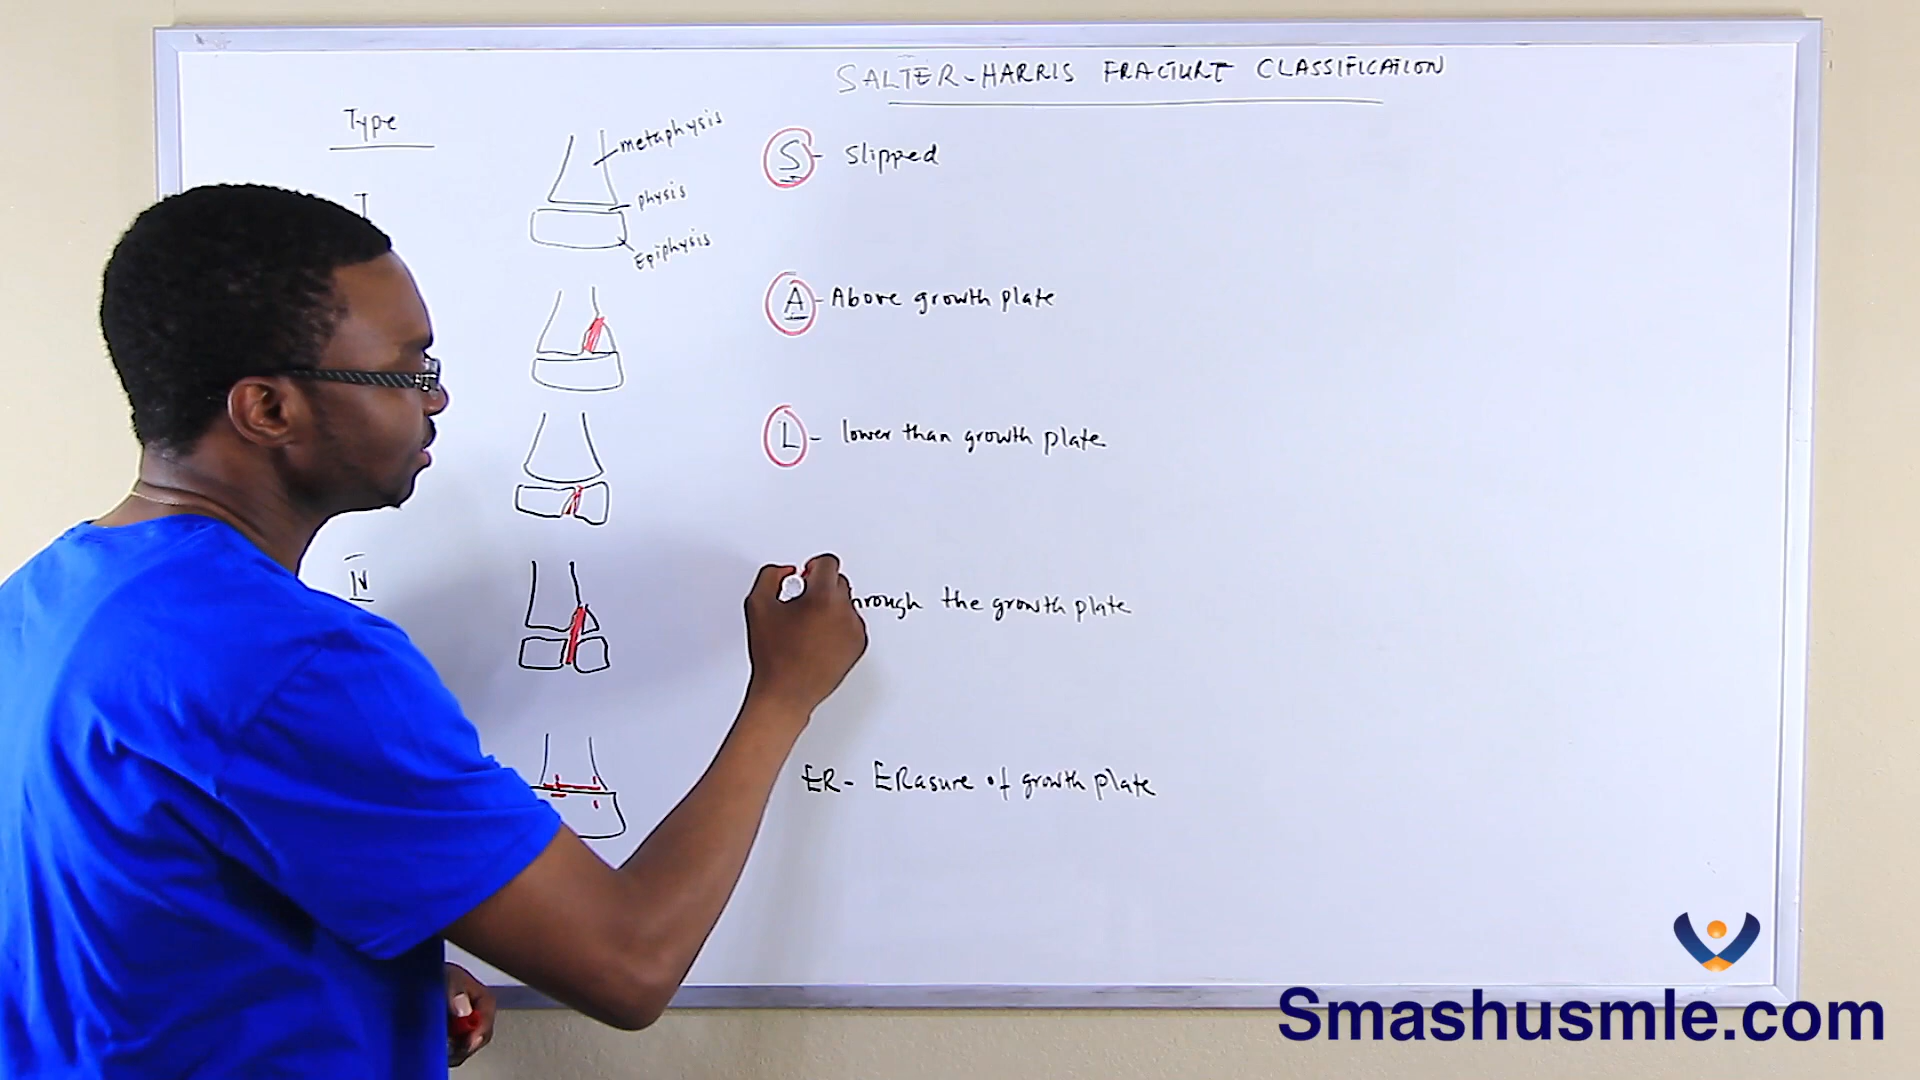 SALTER-HARRIS FRACTURE CLASSIFICATION
Type
I
metaphysis
physis
Epiphysis
S - Slipped
A - Above growth plate
L - lower than growth plate
IV
hrough the growth plate
ER - ERasure of growth plate
Smashusmle.com